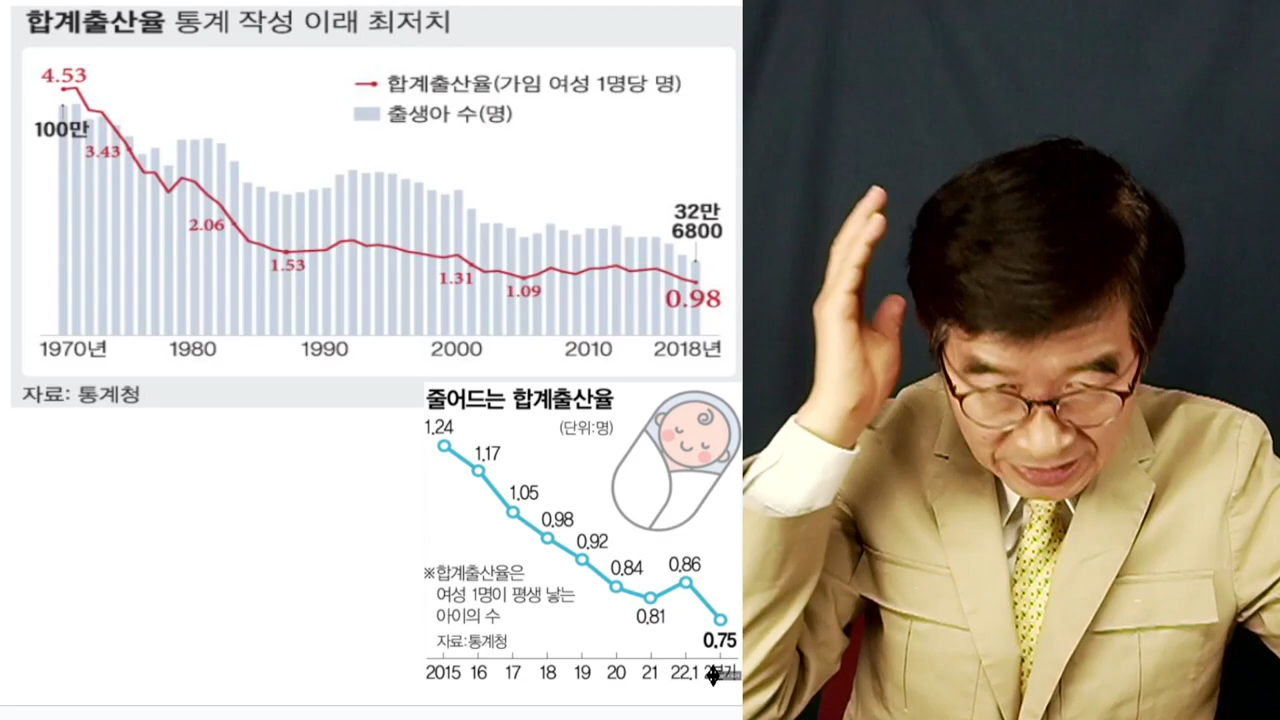 합계출산율 통계 작성 이래 최저치
4.53
합계출산율(가임 여성 1명당 명)
출생아 수(명)
100만
3.43
2.06
1.53
1.31
1.09
32만
6800
0.98
1970년 1980 1990 2000 2010 2018년
자료: 통계청
줄어드는 합계출산율
(단위:명)
1.24
1.17
1.05
0.98
0.92
0.84
0.81
0.86
0.75
※합계출산율은
여성 1명이 평생 낳는
아이의 수
자료:통계청
2015 16 17 18 19 20 21 22.1